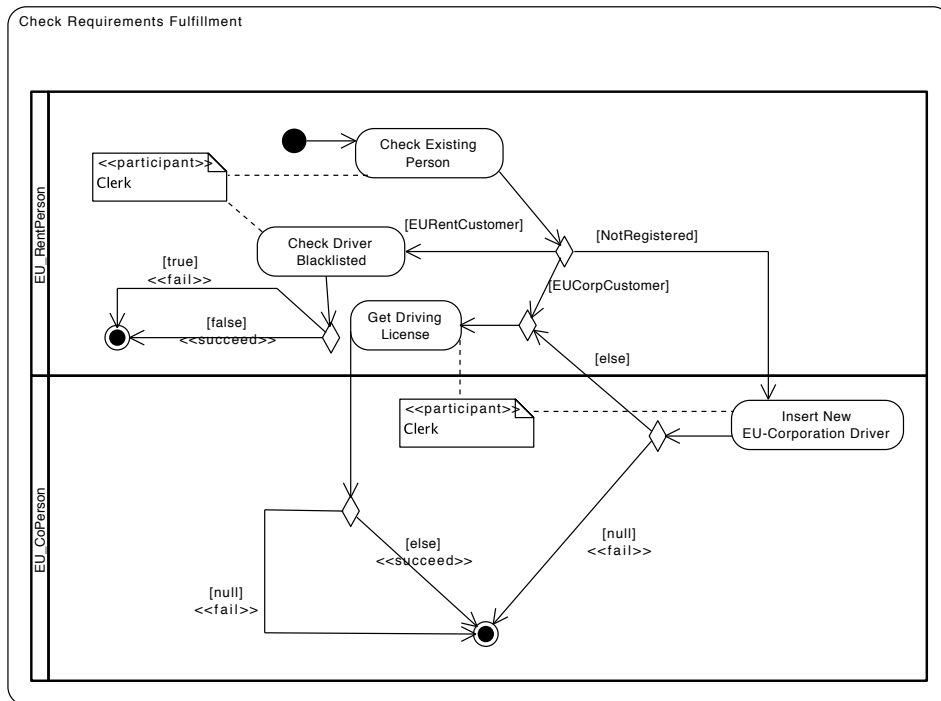 Check Requirements Fulfillment
EU_RentPerson
Check Existing
Person
<<participant>>
Clerk
[EURentCustomer]
[NotRegistered]
Check Driver
Blacklisted
[true]
<<fail>>
[EUCorpCustomer]
Get Driving
License
[false]
<<succeed>>
[else]
EU_CoPerson
<<participant>>
Clerk
Insert New
EU-Corporation Driver
[else]
<<succeed>>
[null]
<<fail>>
[null]
<<fail>>